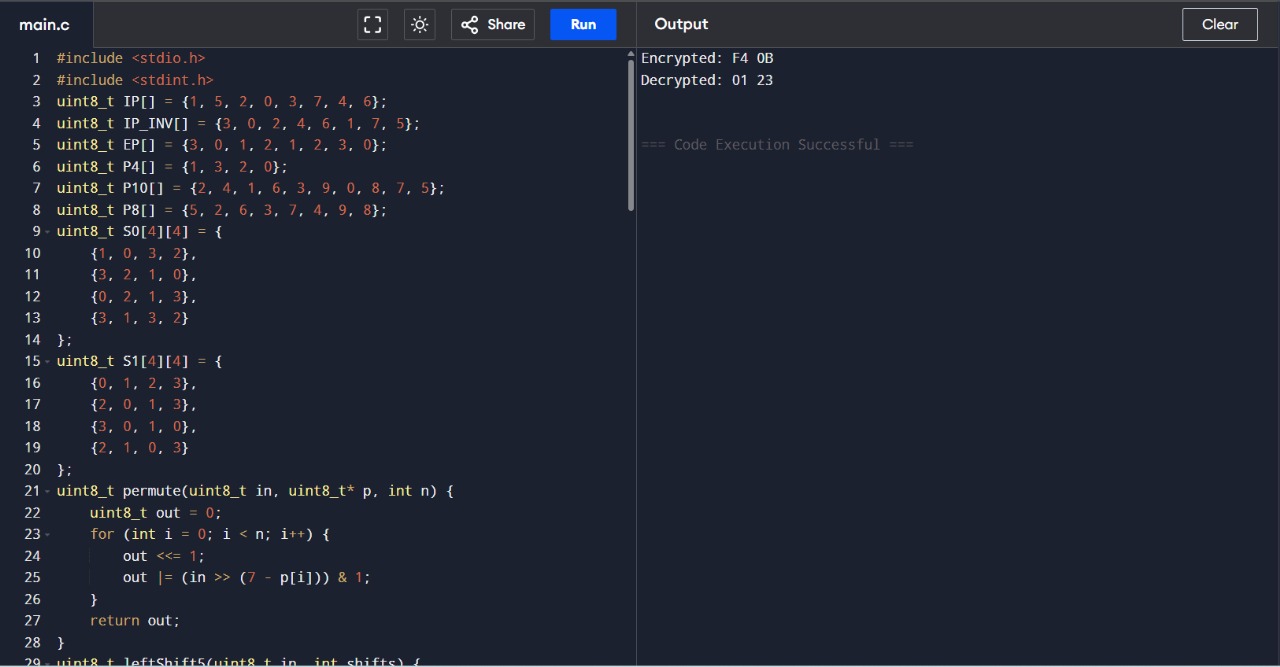 main.c
Share
Run
Output
Clear
1 #include <stdio.h>
2 #include <stdint.h>
3 uint8_t IP[] = {1, 5, 2, 0, 3, 7, 4, 6};
4 uint8_t IP_INV[] = {3, 0, 2, 4, 6, 1, 7, 5};
5 uint8_t EP[] = {3, 0, 1, 2, 1, 2, 3, 0};
6 uint8_t P4[] = {1, 3, 2, 0};
7 uint8_t P10[] = {2, 4, 1, 6, 3, 9, 0, 8, 7, 5};
8 uint8_t P8[] = {5, 2, 6, 3, 7, 4, 9, 8};
9 uint8_t S0[4][4] = {
10     {1, 0, 3, 2},
11     {3, 2, 1, 0},
12     {0, 2, 1, 3},
13     {3, 1, 3, 2}
14 };
15 uint8_t S1[4][4] = {
16     {0, 1, 2, 3},
17     {2, 0, 1, 3},
18     {3, 0, 1, 0},
19     {2, 1, 0, 3}
20 };
21 uint8_t permute(uint8_t in, uint8_t* p, int n) {
22     uint8_t out = 0;
23     for (int i = 0; i < n; i++) {
24         out <<= 1;
25         out |= (in >> (7 - p[i])) & 1;
26     }
27     return out;
28 }
29 uint8_t leftShift5(uint8_t in, int shifts) {
Encrypted: F4 0B
Decrypted: 01 23
=== Code Execution Successful ===